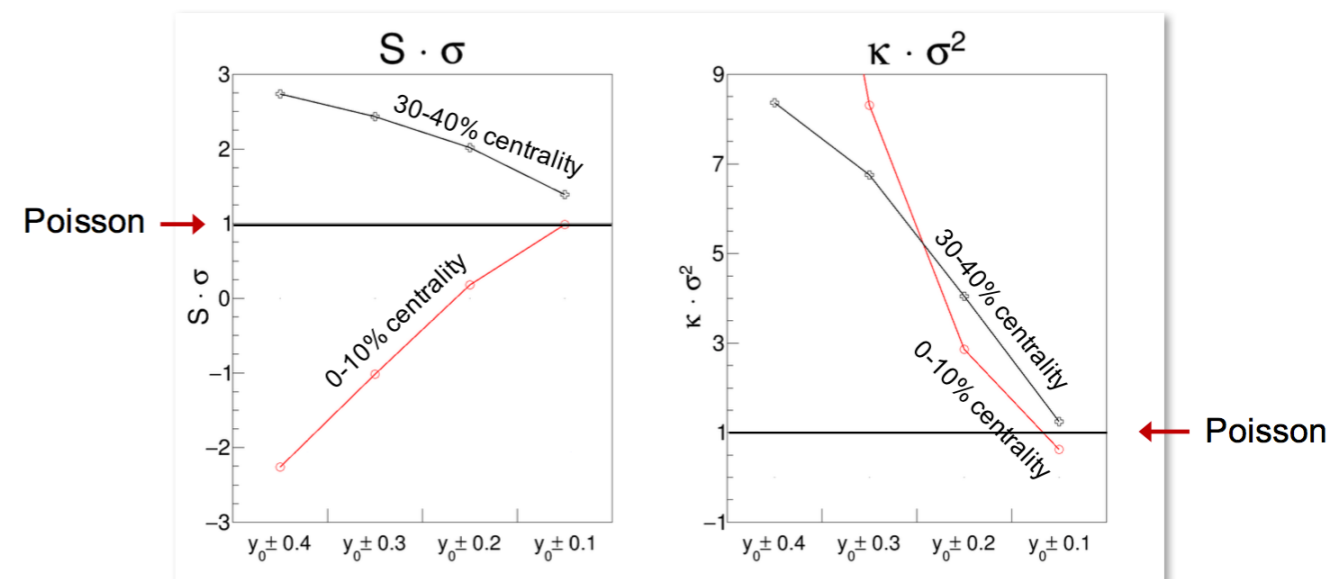 S · σ
κ · σ²
3
2
1
0
−1
−2
−3
S · σ
30-40% centrality
0-10% centrality
Poisson
y₀± 0.4
y₀± 0.3
y₀± 0.2
y₀± 0.1
9
7
5
3
1
−1
κ · σ²
30-40% centrality
0-10% centrality
Poisson
y₀± 0.4
y₀± 0.3
y₀± 0.2
y₀± 0.1